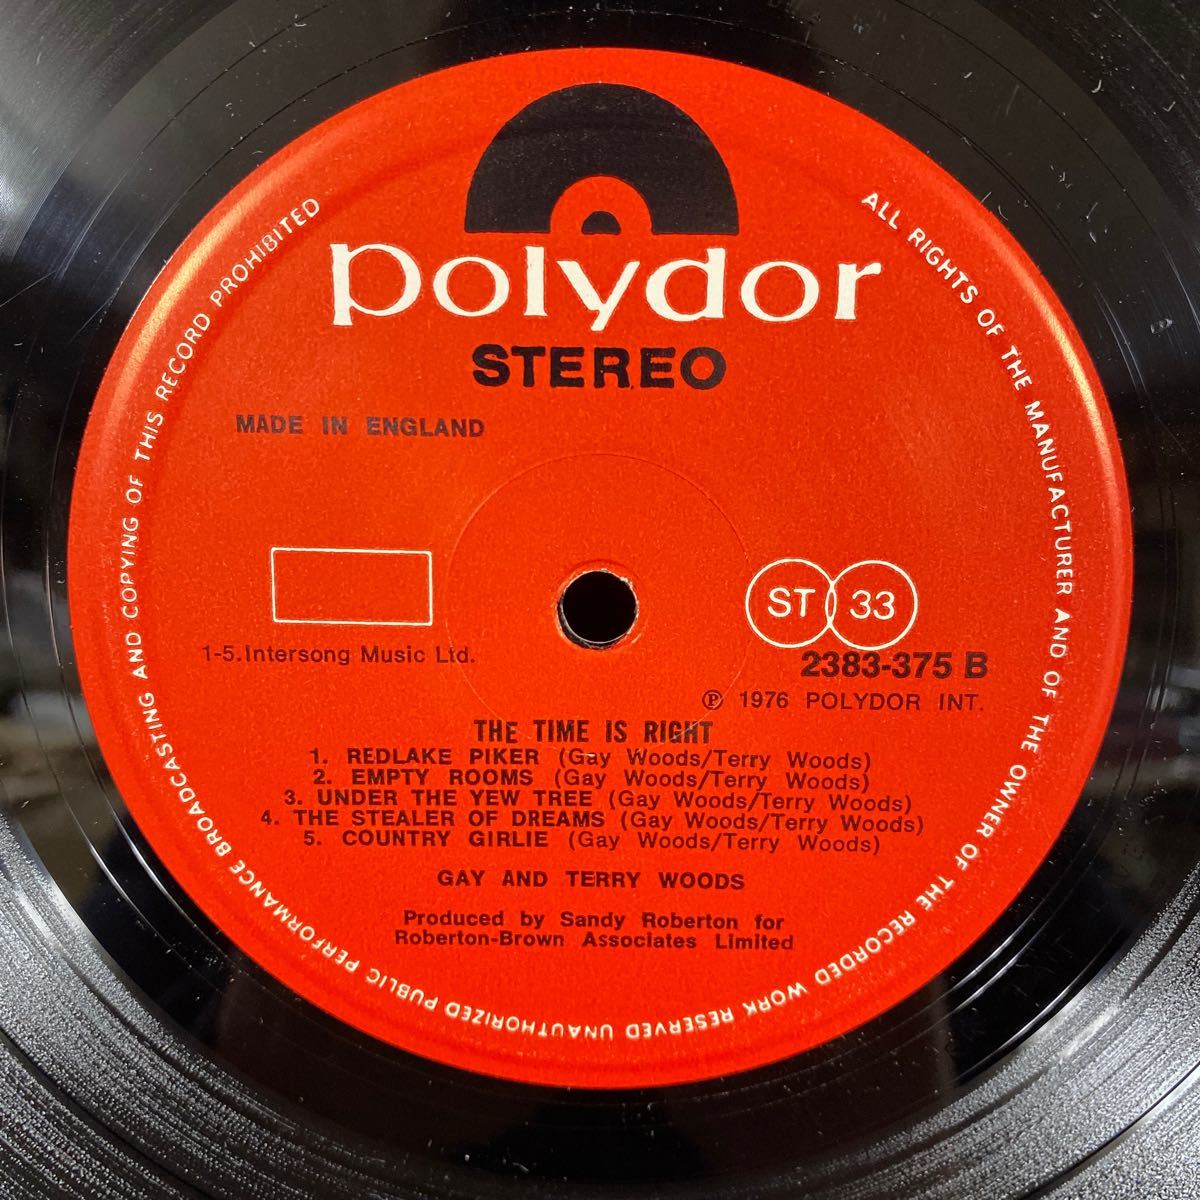 polydor
STEREO
MADE IN ENGLAND
ST 33
1-5. Intersong Music Ltd.
2383-375 B
℗ 1976 POLYDOR INT.
THE TIME IS RIGHT
1. REDLAKE PIKER (Gay Woods/Terry Woods)
2. EMPTY ROOMS (Gay Woods/Terry Woods)
3. UNDER THE YEW TREE (Gay Woods/Terry Woods)
4. THE STEALER OF DREAMS (Gay Woods/Terry Woods)
5. COUNTRY GIRLIE (Gay Woods/Terry Woods)
GAY AND TERRY WOODS
Produced by Sandy Roberton for
Roberton-Brown Associates Limited
ALL RIGHTS OF THE MANUFACTURER AND OF THE OWNER OF THE RECORDED WORK RESERVED UNAUTHORIZED PUBLIC PERFORMANCE BROADCASTING AND COPYING OF THIS RECORD PROHIBITED